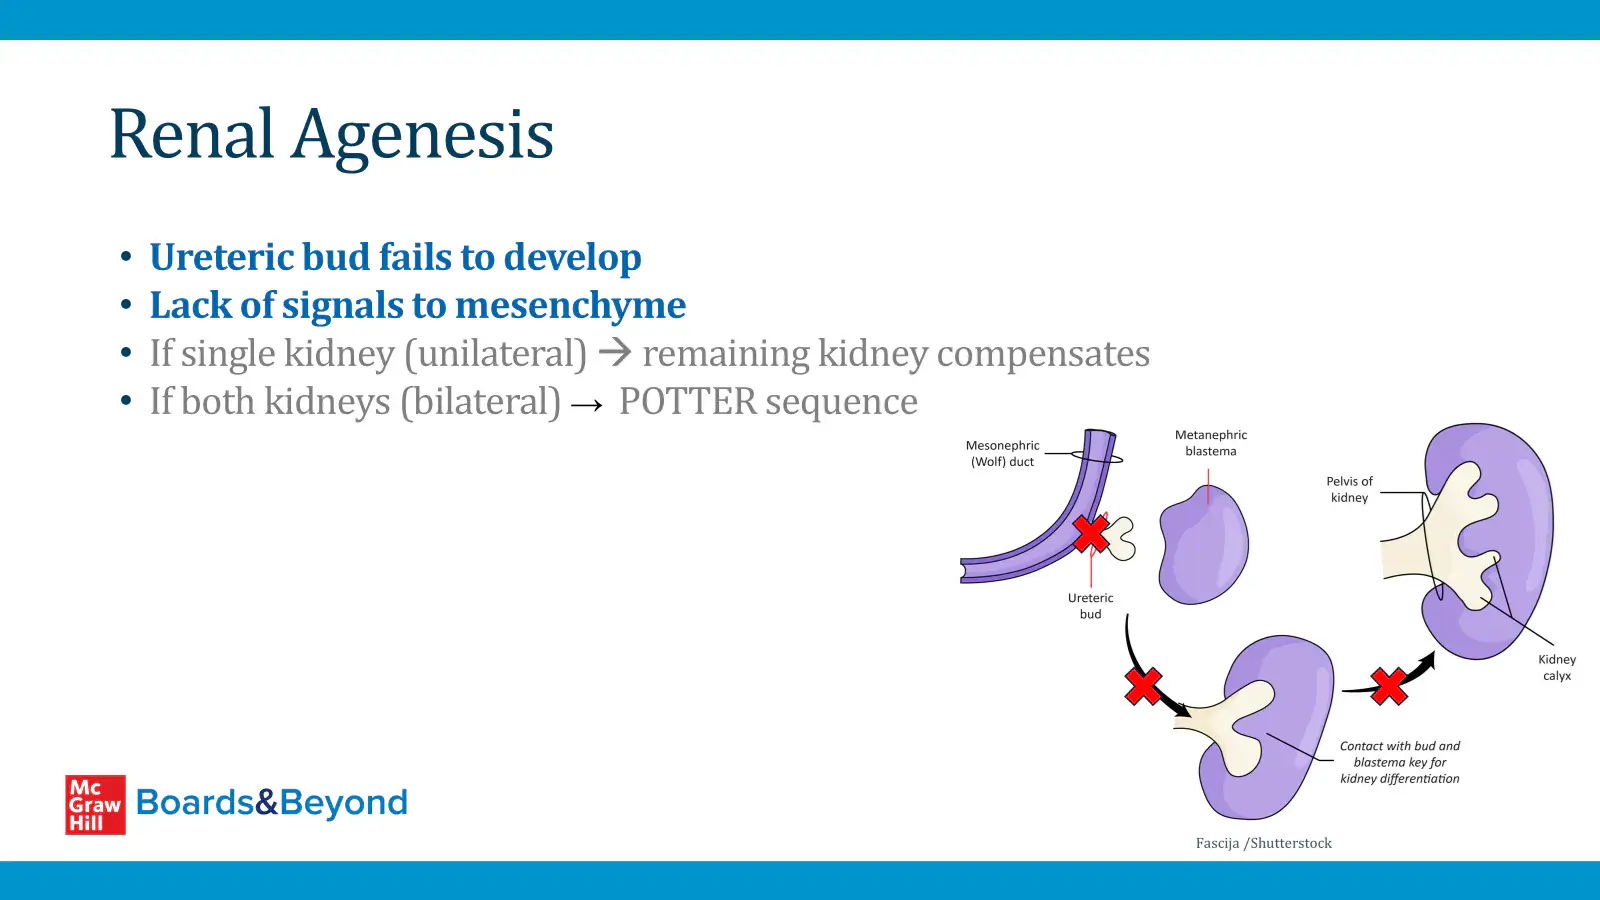 Renal Agenesis
• Ureteric bud fails to develop
• Lack of signals to mesenchyme
• If single kidney (unilateral) → remaining kidney compensates
• If both kidneys (bilateral) → POTTER sequence
Mesonephric
(Wolf) duct
Metanephric
blastema
Pelvis of
kidney
Ureteric
bud
Kidney
calyx
Contact with bud and
blastema key for
kidney differentiation
Mc
Graw
Hill
Boards&Beyond
Fascija /Shutterstock